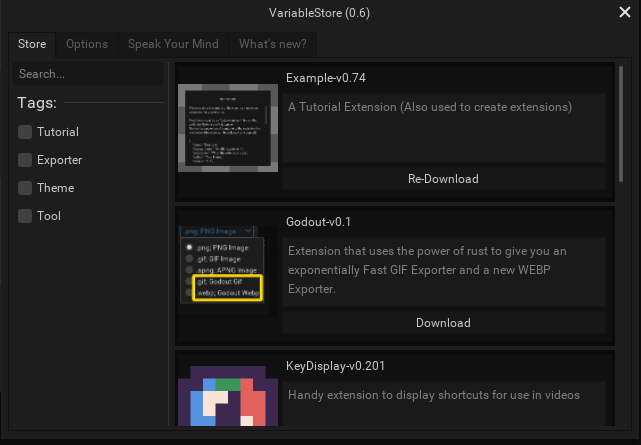 VariableStore (0.6)
Store
Options
Speak Your Mind
What's new?
Search...
Tags:
Tutorial
Exporter
Theme
Tool
Example-v0.74
A Tutorial Extension (Also used to create extensions)
Re-Download
Godout-v0.1
.png; PNG Image
.png; PNG Image
.gif; GIF Image
.apng; APNG Image
.gif; Godout Gif
.webp; Godout Webp
Extension that uses the power of rust to give you an
exponentially Fast GIF Exporter and a new WEBP
Exporter.
Download
KeyDisplay-v0.201
Handy extension to display shortcuts for use in videos